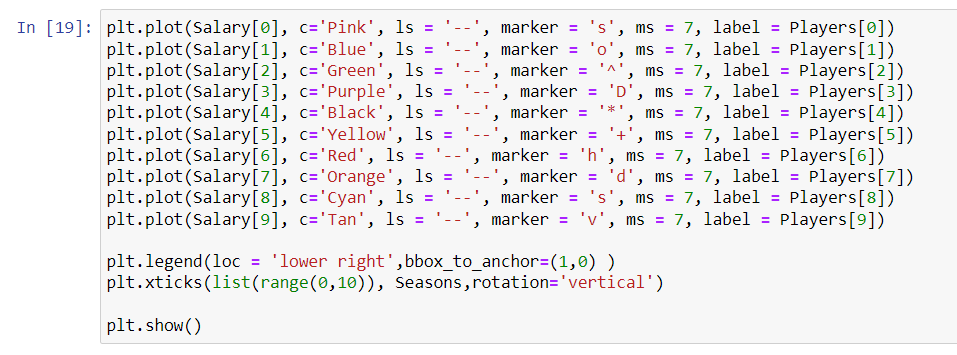 In [19]: plt.plot(Salary[0], c='Pink', ls = '--', marker = 's', ms = 7, label = Players[0])
plt.plot(Salary[1], c='Blue', ls = '--', marker = 'o', ms = 7, label = Players[1])
plt.plot(Salary[2], c='Green', ls = '--', marker = '^', ms = 7, label = Players[2])
plt.plot(Salary[3], c='Purple', ls = '--', marker = 'D', ms = 7, label = Players[3])
plt.plot(Salary[4], c='Black', ls = '--', marker = '*', ms = 7, label = Players[4])
plt.plot(Salary[5], c='Yellow', ls = '--', marker = '+', ms = 7, label = Players[5])
plt.plot(Salary[6], c='Red', ls = '--', marker = 'h', ms = 7, label = Players[6])
plt.plot(Salary[7], c='Orange', ls = '--', marker = 'd', ms = 7, label = Players[7])
plt.plot(Salary[8], c='Cyan', ls = '--', marker = 's', ms = 7, label = Players[8])
plt.plot(Salary[9], c='Tan', ls = '--', marker = 'v', ms = 7, label = Players[9])
plt.legend(loc = 'lower right',bbox_to_anchor=(1,0) )
plt.xticks(list(range(0,10)), Seasons,rotation='vertical')
plt.show()